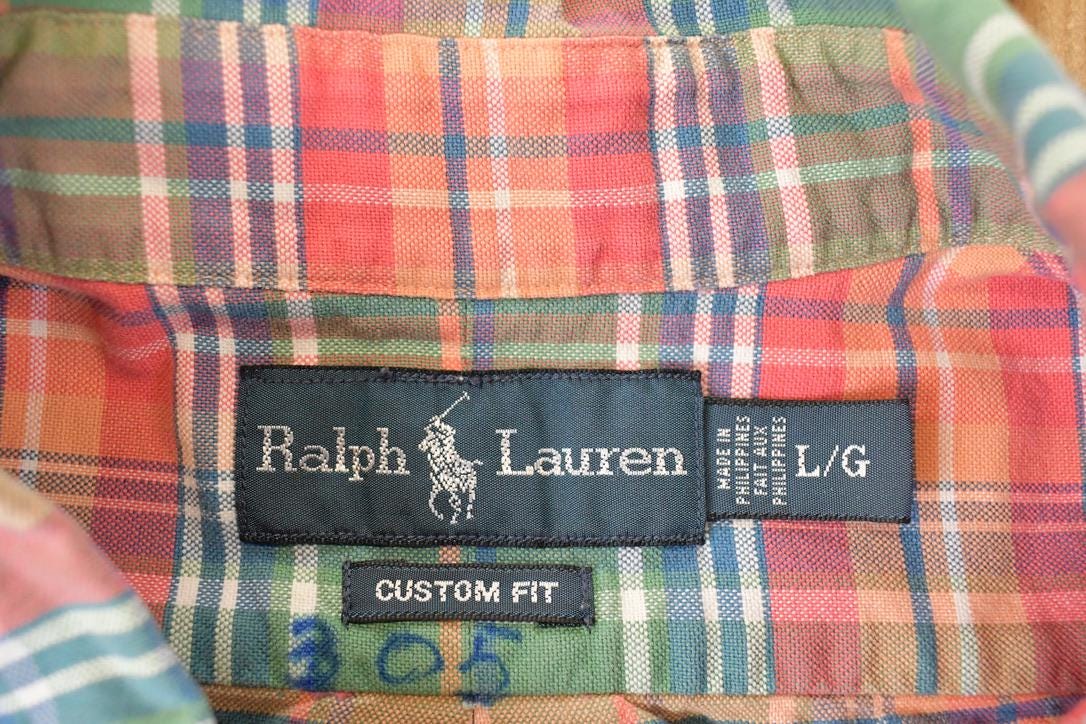 Ralph Lauren
MADE IN
PHILIPPINES
FAIT AUX
PHILIPPINES
L/G
CUSTOM FIT
305